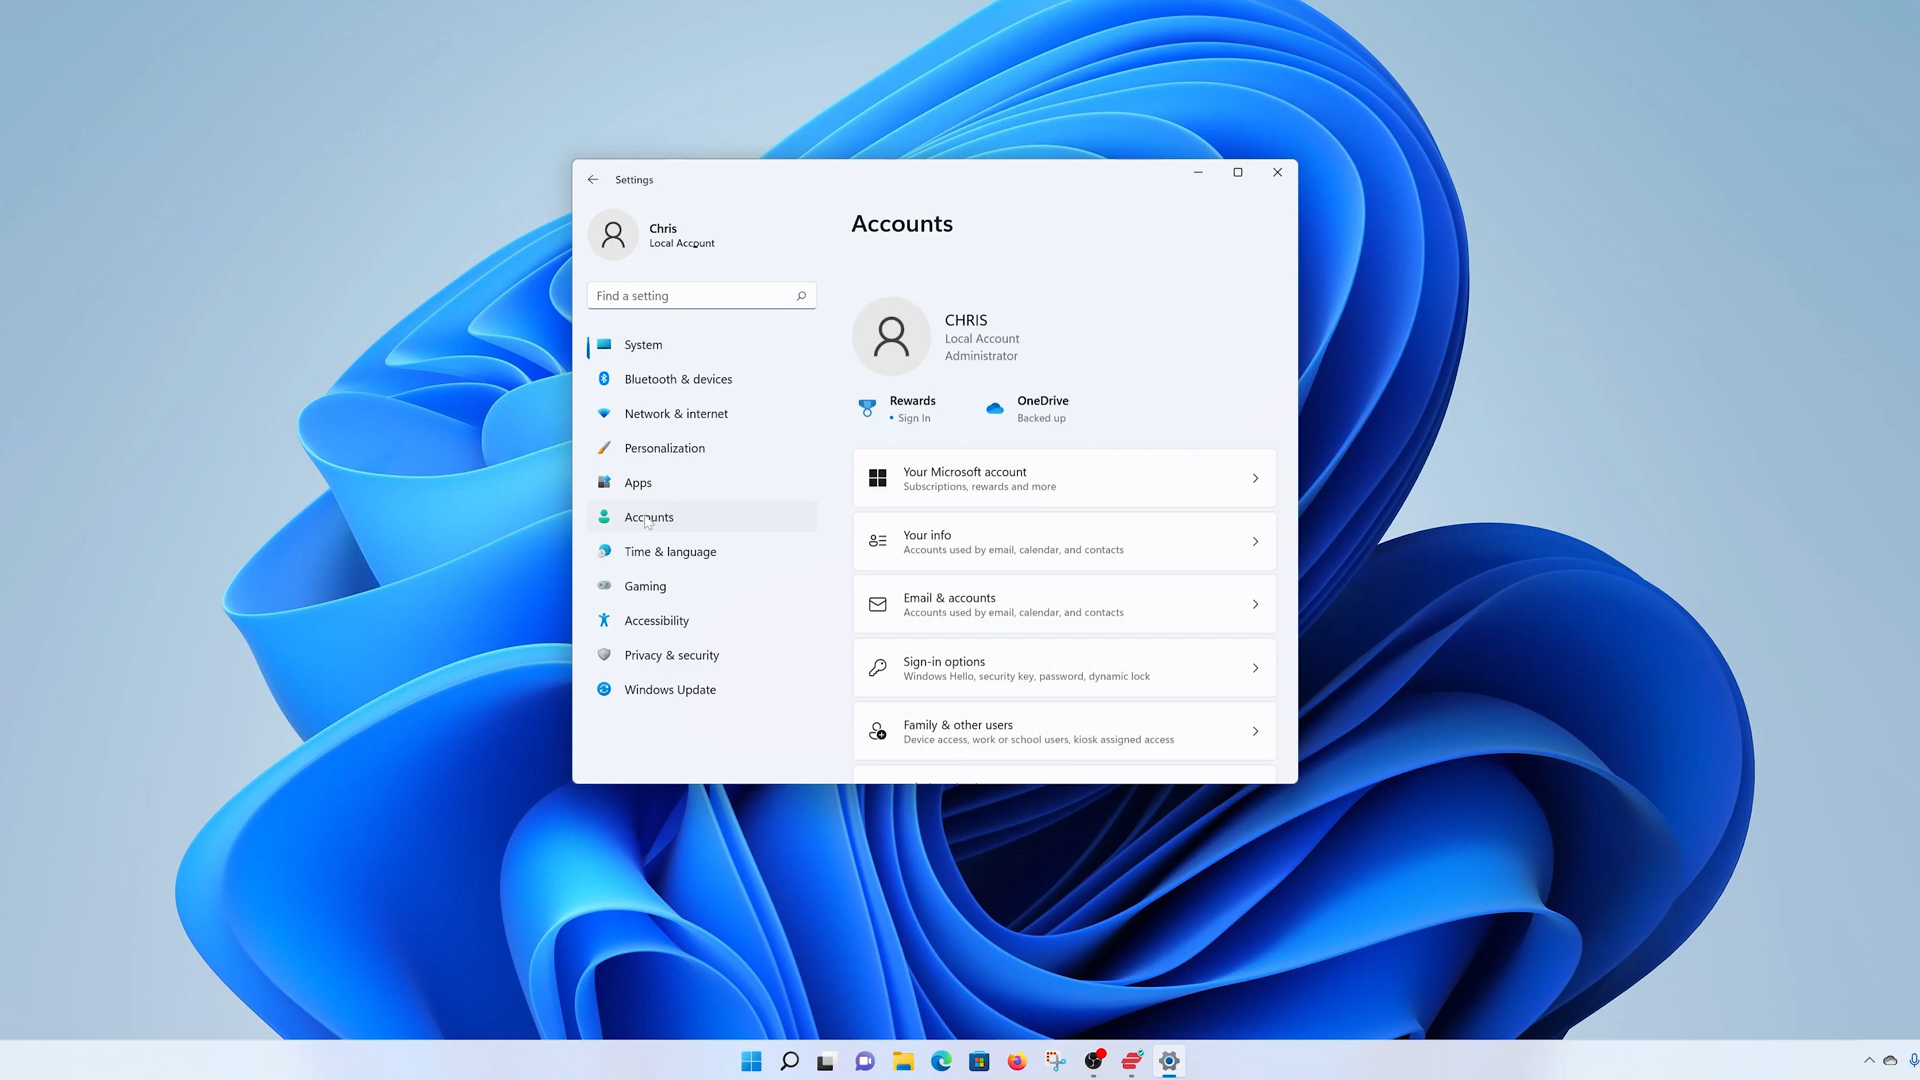 Settings
Chris
Local Account
Find a setting
System
Bluetooth & devices
Network & internet
Personalization
Apps
Accounts
Time & language
Gaming
Accessibility
Privacy & security
Windows Update
Accounts
CHRIS
Local Account
Administrator
Rewards
• Sign In
OneDrive
Backed up
Your Microsoft account
Subscriptions, rewards and more
Your info
Accounts used by email, calendar, and contacts
Email & accounts
Accounts used by email, calendar, and contacts
Sign-in options
Windows Hello, security key, password, dynamic lock
Family & other users
Device access, work or school users, kiosk assigned access